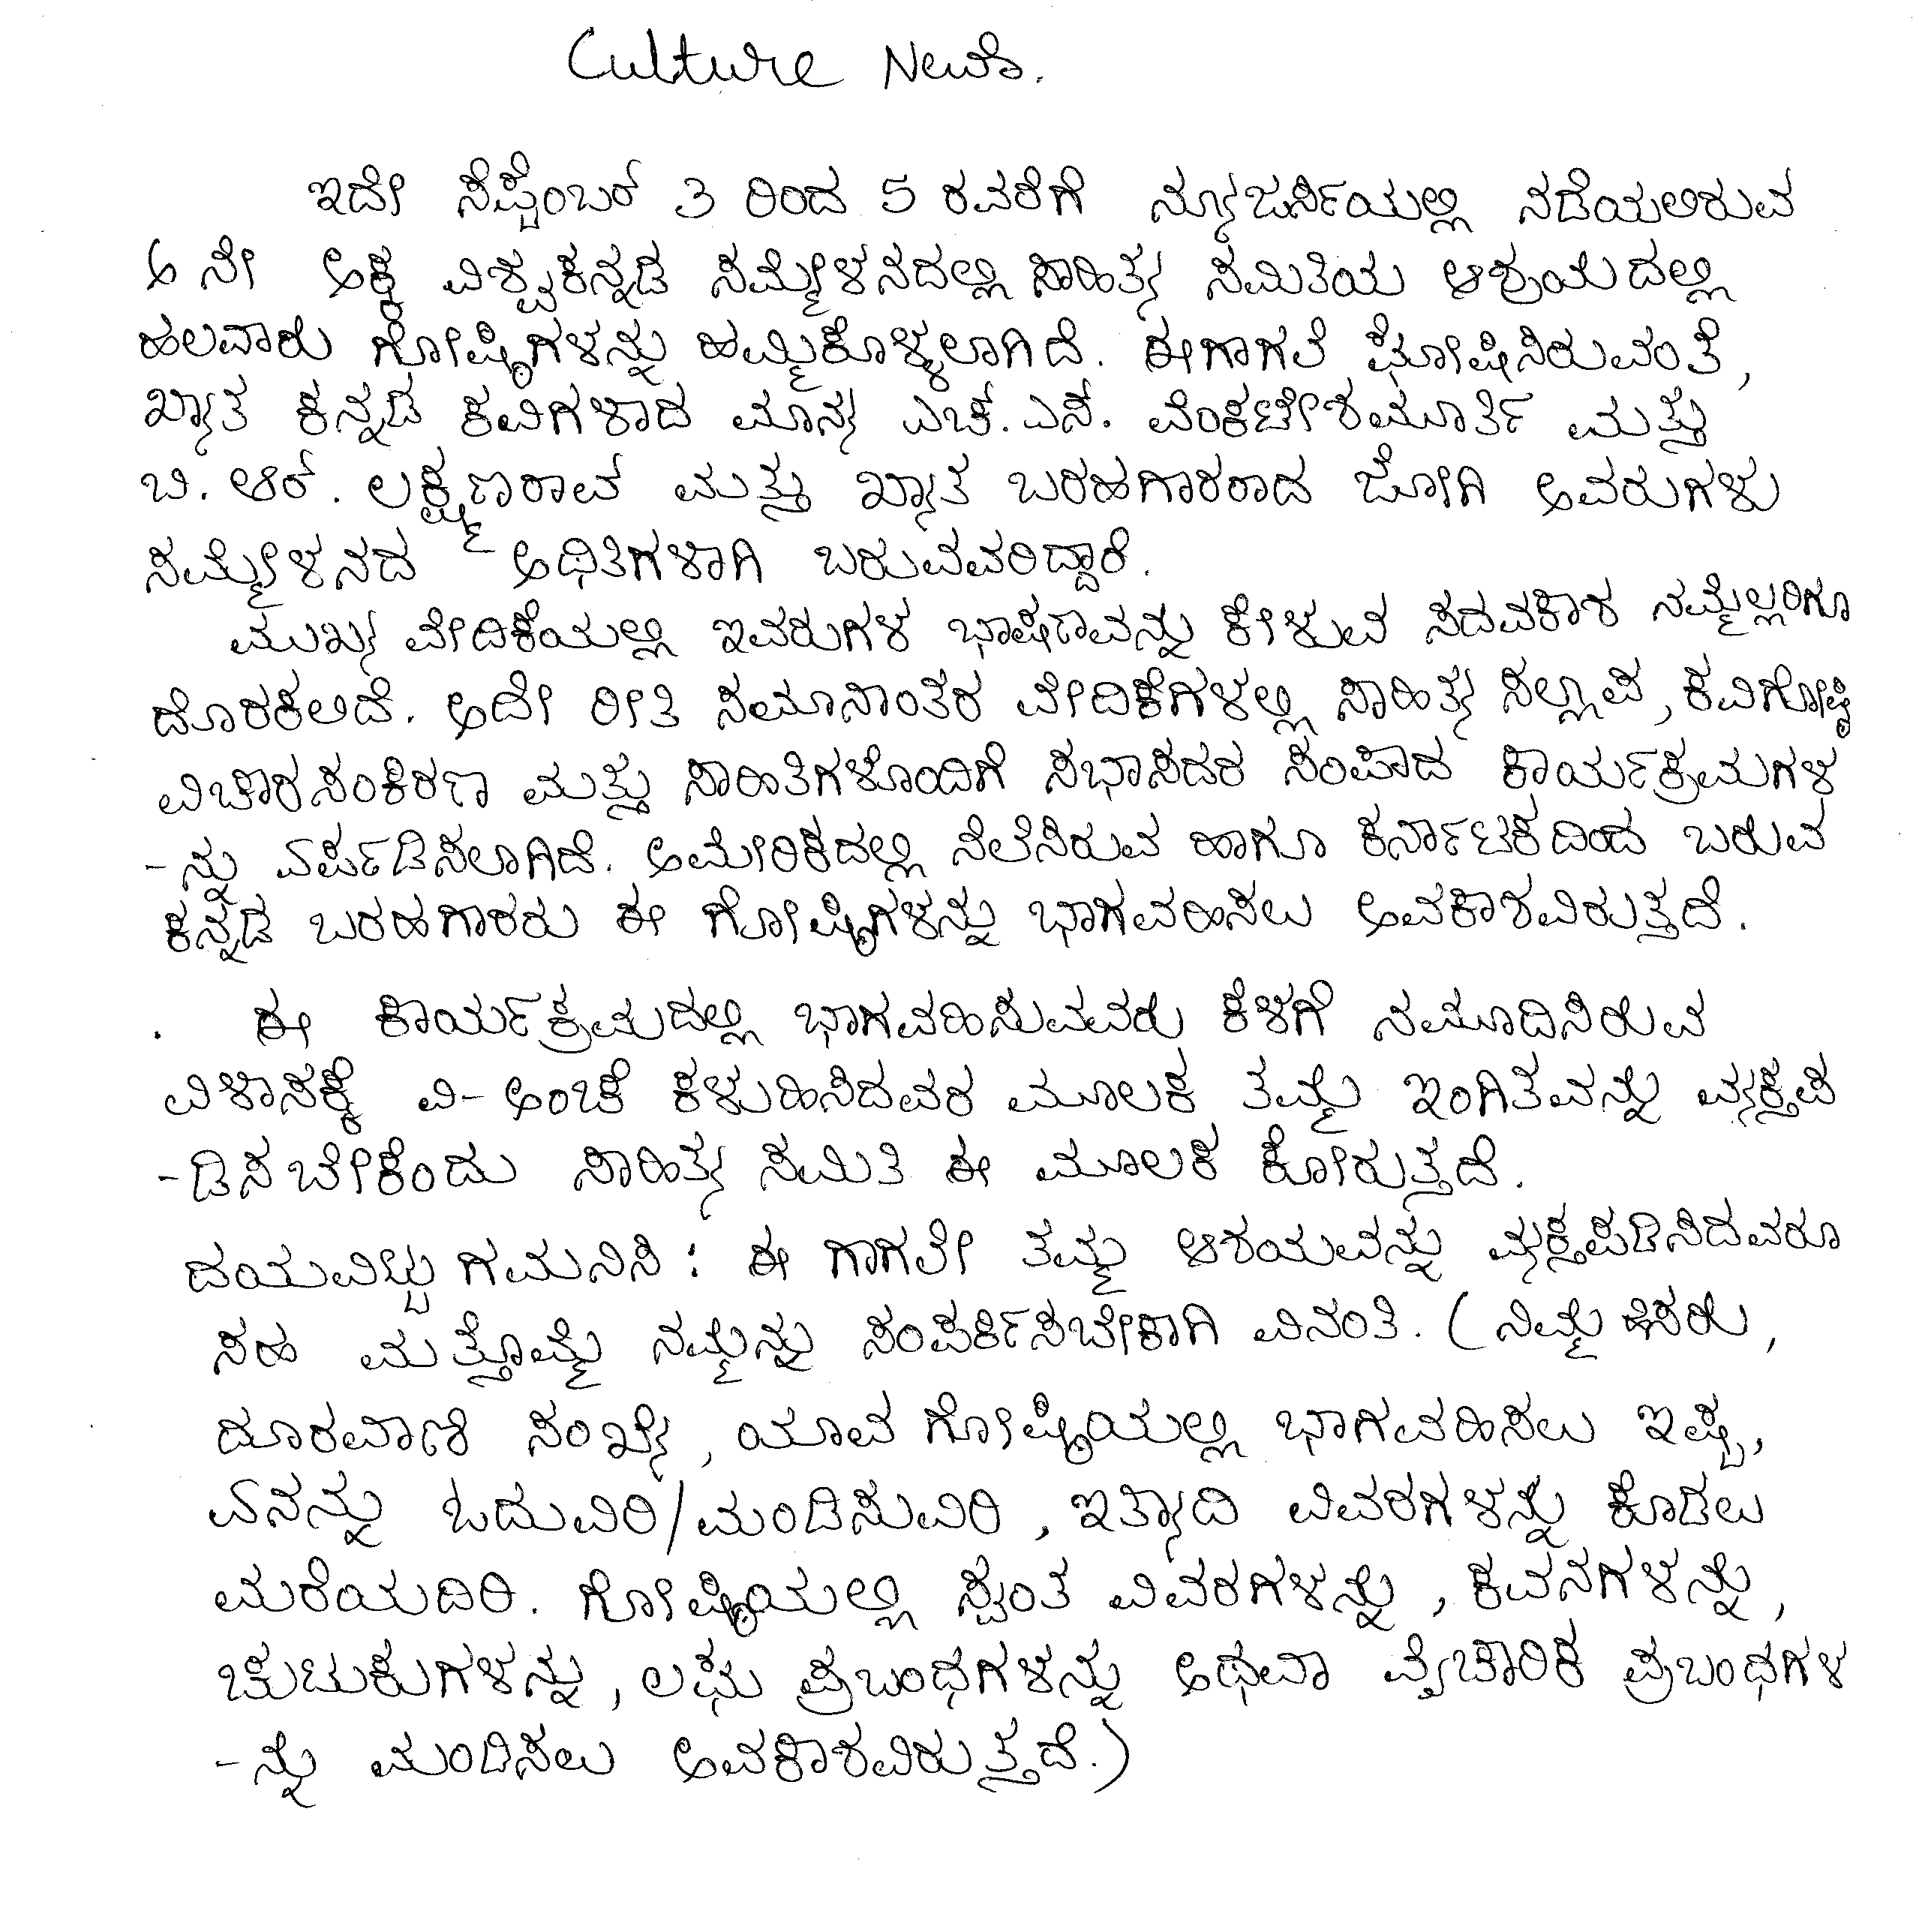 Culture News.
ಇದೇ ಸೆಪ್ಟೆಂಬರ್ 3 ರಿಂದ 5 ರವರೆಗೆ ನ್ಯೂಜರ್ಸಿಯಲ್ಲಿ ನಡೆಯಲಿರುವ
6 ನೇ ಅಕ್ಕ ವಿಶ್ವಕನ್ನಡ ಸಮ್ಮೇಳನದಲ್ಲಿ ಸಾಹಿತ್ಯ ಸಮಿತಿಯ ಆಶ್ರಯದಲ್ಲಿ
ಹಲವಾರು ಗೋಷ್ಠಿಗಳನ್ನು ಹಮ್ಮಿಕೊಳ್ಳಲಾಗಿದೆ. ಈಗಾಗಲೆ ಘೋಷಿಸಿರುವಂತೆ,
ಖ್ಯಾತ ಕನ್ನಡ ಕವಿಗಳಾದ ಮಾನ್ಯ ಎಚ್. ಎಸ್. ವೆಂಕಟೇಶಮೂರ್ತಿ ಮತ್ತು
ಬಿ. ಆರ್. ಲಕ್ಷ್ಮಣರಾವ್ ಮತ್ತು ಖ್ಯಾತ ಬರಹಗಾರರಾದ ಜೋಗಿ ಅವರುಗಳು
ಸಮ್ಮೇಳನದ ಅಥಿತಿಗಳಾಗಿ ಬರುವವರಿದ್ದಾರೆ.
ಮುಖ್ಯ ವೇದಿಕೆಯಲ್ಲಿ ಇವರುಗಳ ಭಾಷಣವನ್ನು ಕೇಳುವ ಸದವಕಾಶ ನಮ್ಮೆಲ್ಲರಿಗೂ
ದೊರಕಲಿದೆ. ಅದೇ ರೀತಿ ಸಮಾನಾಂತರ ವೇದಿಕೆಗಳಲ್ಲಿ ಸಾಹಿತ್ಯ ಸಲ್ಲಾಪ, ಕವಿಗೋಷ್ಠಿ
ವಿಚಾರಸಂಕಿರಣ ಮತ್ತು ಸಾಹಿತಿಗಳೊಂದಿಗೆ ಸಭಾಸದರ ಸಂವಾದ ಕಾರ್ಯಕ್ರಮಗಳ
-ನ್ನು ಏರ್ಪಡಿಸಲಾಗಿದೆ. ಅಮೇರಿಕದಲ್ಲಿ ನೆಲೆಸಿರುವ ಹಾಗೂ ಕರ್ನಾಟಕದಿಂದ ಬರುವ
ಕನ್ನಡ ಬರಹಗಾರರು ಈ ಗೋಷ್ಠಿಗಳನ್ನು ಭಾಗವಹಿಸಲು ಅವಕಾಶವಿರುತ್ತದೆ.
. ಈ ಕಾರ್ಯಕ್ರಮದಲ್ಲಿ ಭಾಗವಹಿಸುವವರು ಕೆಳಗೆ ನಮೂದಿಸಿರುವ
ವಿಳಾಸಕ್ಕೆ ವಿ-ಅಂಚೆ ಕಳುಹಿಸಿದವರ ಮೂಲಕ ತಮ್ಮ ಇಂಗಿತವನ್ನು ವ್ಯಕ್ತಪ
-ಡಿಸಬೇಕೆಂದು ಸಾಹಿತ್ಯ ಸಮಿತಿ ಈ ಮೂಲಕ ಕೋರುತ್ತದೆ.
ದಯವಿಟ್ಟು ಗಮನಿಸಿ: ಈ ಗಾಗಲೇ ತಮ್ಮ ಆಶಯವನ್ನು ವ್ಯಕ್ತಪಡಿಸಿದವರೂ
ಸಹ ಮತ್ತೊಮ್ಮೆ ನಮ್ಮನ್ನು ಸಂಪರ್ಕಿಸಬೇಕಾಗಿ ವಿನಂತಿ. (ನಿಮ್ಮ ಹೆಸರು,
ದೂರವಾಣಿ ಸಂಖ್ಯೆ, ಯಾವ ಗೋಷ್ಠಿಯಲ್ಲಿ ಭಾಗವಹಿಸಲು ಇಷ್ಟ,
ಏನನ್ನು ಓದುವಿರಿ/ಮಂಡಿಸುವಿರಿ, ಇತ್ಯಾದಿ ವಿವರಗಳನ್ನು ಕೊಡಲು
ಮರೆಯದಿರಿ. ಗೋಷ್ಠಿಯಲ್ಲಿ ಸ್ವಂತ ವಿವರಗಳನ್ನು, ಕವನಗಳನ್ನು,
ಚುಟುಕುಗಳನ್ನು, ಲಘು ಪ್ರಬಂಧಗಳನ್ನು ಅಥವಾ ವೈಚಾರಿಕ ಪ್ರಬಂಧಗಳ
-ನ್ನು ಮಂಡಿಸಲು ಅವಕಾಶವಿರುತ್ತದೆ.)